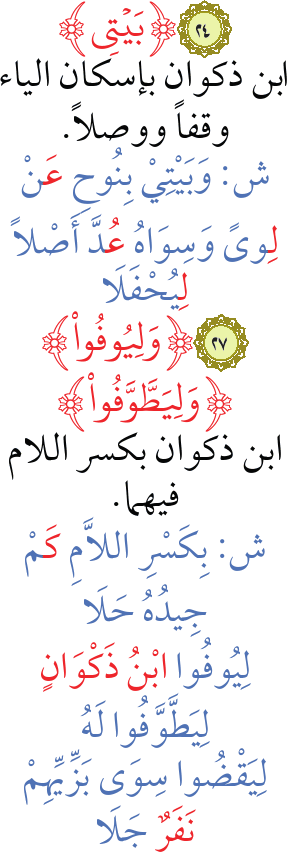 ٢٤ ﴿بَيْتِى﴾
ابن ذكوان بإسكان الياء
وقفاً ووصلاً.
ش: وَبَيْتِيْ بِنُوحٍ عَنْ
لِوىً وَسِوَاهُ عُدَّ أَصْلاً
لِيُحْفَلَا
٢٧ ﴿وَلِيُوفُواْ﴾
﴿وَلِيَطَّوَّفُواْ﴾
ابن ذكوان بكسر اللام
فيهما.
ش: بِكَسْرِ اللاَّمِ كَمْ
جِيدُهُ حَلَا
لِيُوفُوا ابْنُ ذَكْوَانٍ
لِيَطَّوَّفُوا لَهُ
لِيَقْضُوا سِوَى بَزِّيِّهِمْ
نَفَرٌ جَلَا